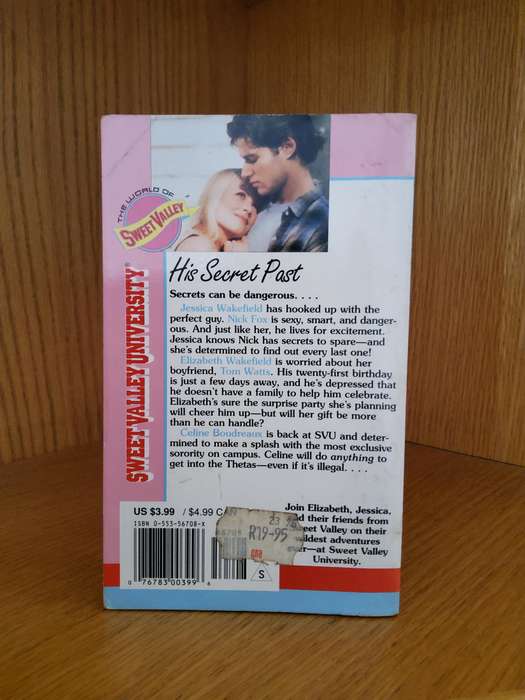 THE WORLD OF
SWEET VALLEY
SWEET VALLEY UNIVERSITY®
His Secret Past
Secrets can be dangerous. . . .
Jessica Wakefield has hooked up with the
perfect guy. Nick Fox is sexy, smart, and danger-
ous. And just like her, he lives for excitement.
Jessica knows Nick has secrets to spare—and
she's determined to find out every last one!
Elizabeth Wakefield is worried about her
boyfriend, Tom Watts. His twenty-first birthday
is just a few days away, and he's depressed that
he doesn't have a family to help him celebrate.
Elizabeth's sure the surprise party she's planning
will cheer him up—but will her gift be more
than he can handle?
Celine Boudreaux is back at SVU and deter-
mined to make a splash with the most exclusive
sorority on campus. Celine will do anything to
get into the Thetas—even if it's illegal. . . .
US $3.99 / $4.99 CAN
ISBN 0-553-56708-X
23
R19-95
0 76783 00399 6
S
Join Elizabeth, Jessica,
their friends from
Valley on their
adventures
at Sweet Valley
University.